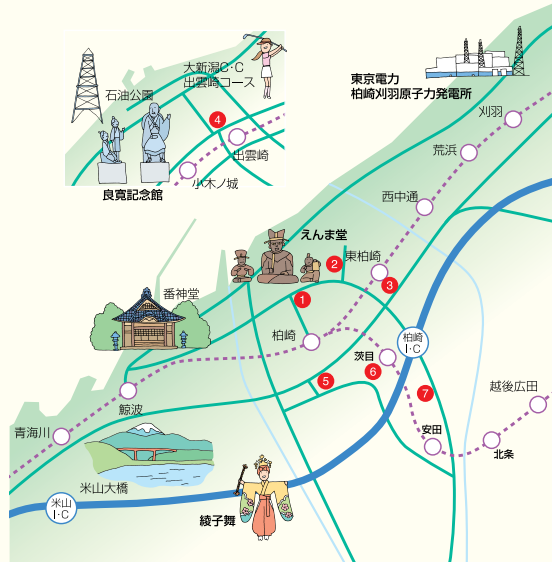 大新潟C・C
出雲崎コース
石油公園
4
出雲崎
小木ノ城
良寛記念館
東京電力
柏崎刈羽原子力発電所
刈羽
荒浜
西中通
えんま堂
2
東柏崎
3
1
番神堂
柏崎
柏崎
I・C
茨目
6
5
7
越後広田
鯨波
青海川
安田
北条
米山大橋
米山
I・C
綾子舞